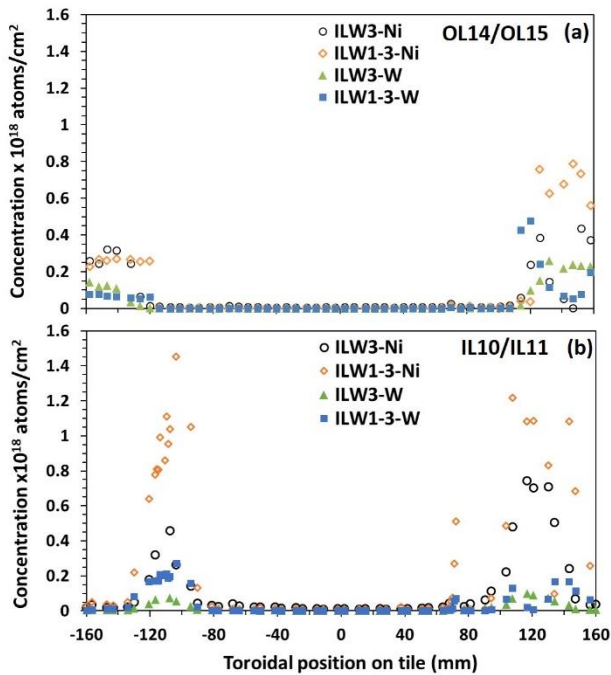 1.6
1.4
1.2
1
0.8
0.6
0.4
0.2
0
Concentration x 10¹⁸ atoms/cm²
ILW3-Ni
ILW1-3-Ni
ILW3-W
ILW1-3-W
OL14/OL15 (a)
1.6
1.4
1.2
1
0.8
0.6
0.4
0.2
0
Concentration x10¹⁸ atoms/cm²
ILW3-Ni
ILW1-3-Ni
ILW3-W
ILW1-3-W
IL10/IL11 (b)
-160 -120 -80 -40 0 40 80 120 160
Toroidal position on tile (mm)